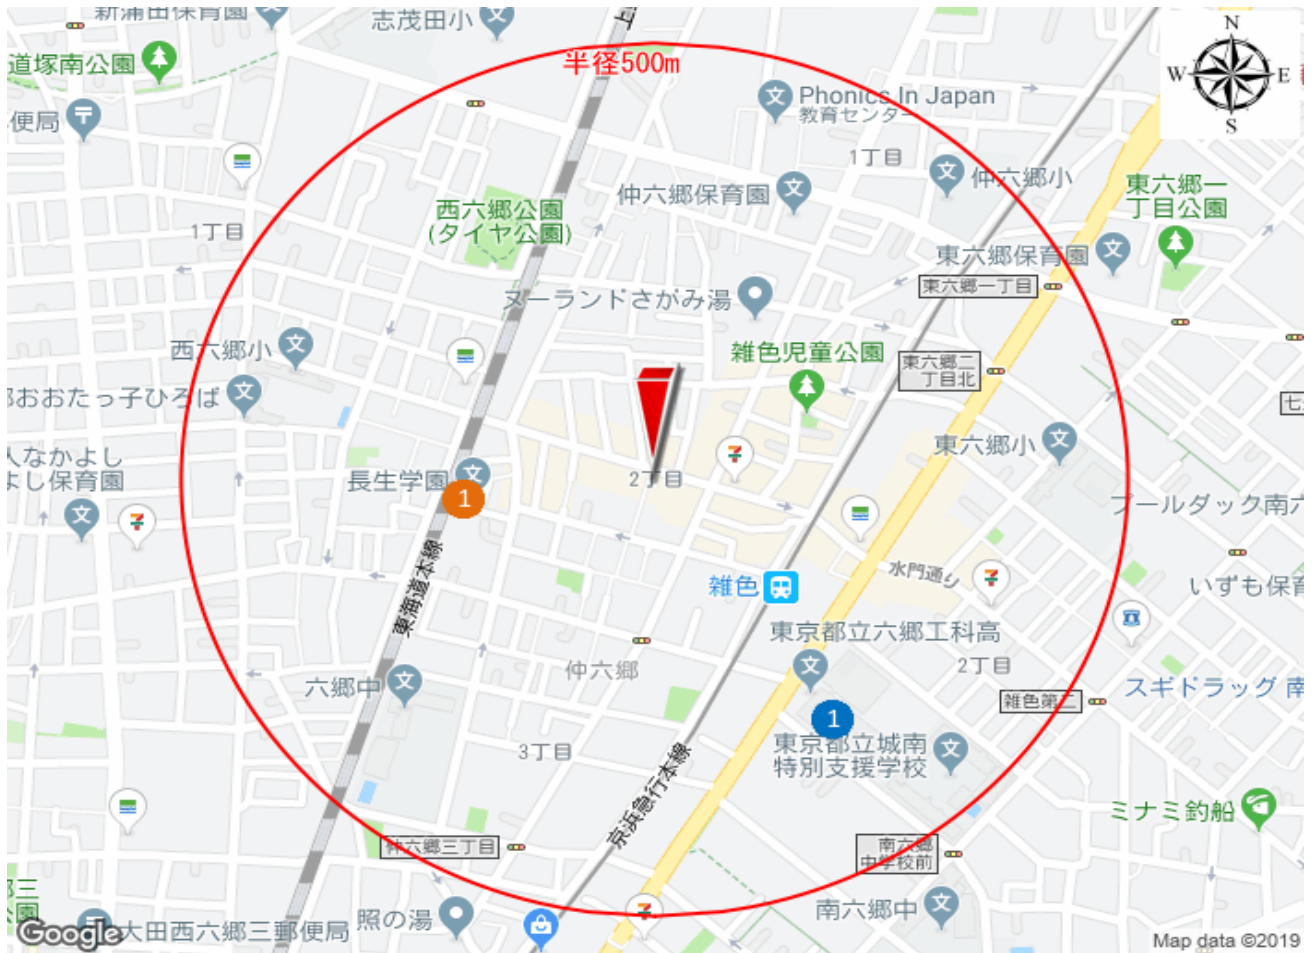 新蒲田保育園
志茂田小
半径500m
N
W
E
S
道塚南公園
Phonics In Japan
教育センター
便局
1丁目
仲六郷小
仲六郷保育園
東六郷一
丁目公園
西六郷公園
(タイヤ公園)
1丁目
東六郷保育園
東六郷一丁目
ヌーランドさがみ湯
西六郷小
雑色児童公園
東六郷二
丁目北
おおたっ子ひろば
七
東六郷小
人なかよし
よし保育園
長生学園
2丁目
1
プールダック南六
東海道本線
水門通り
雑色
いずも保育
東京都立六郷工科高
2丁目
仲六郷
六郷中
スギドラッグ 南
雑色第二
1
東京都立城南
特別支援学校
3丁目
京浜急行本線
ミナミ釣船
仲六郷三丁目
南六郷
中学校前
三
園
照の湯
南六郷中
大田西六郷三郵便局
Google
Map data ©2019